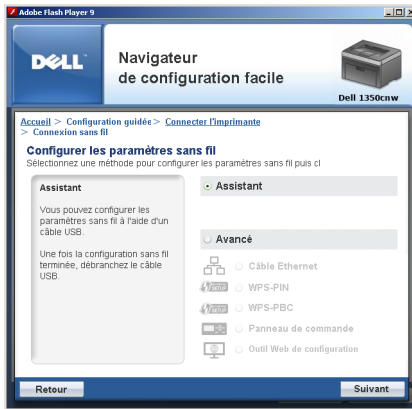 Adobe Flash Player 9
DELL
Navigateur
de configuration facile
Dell 1350cnw
Accueil > Configuration guidée > Connecter l'imprimante
> Connexion sans fil
Configurer les paramètres sans fil
Sélectionnez une méthode pour configurer les paramètres sans fil puis cl
Assistant
Vous pouvez configurer les
paramètres sans fil à l'aide d'un
câble USB.
Une fois la configuration sans fil
terminée, débranchez le câble
USB.
Assistant
Avancé
Câble Ethernet
WPS-PIN
WPS-PBC
Panneau de commande
Outil Web de configuration
Retour
Suivant